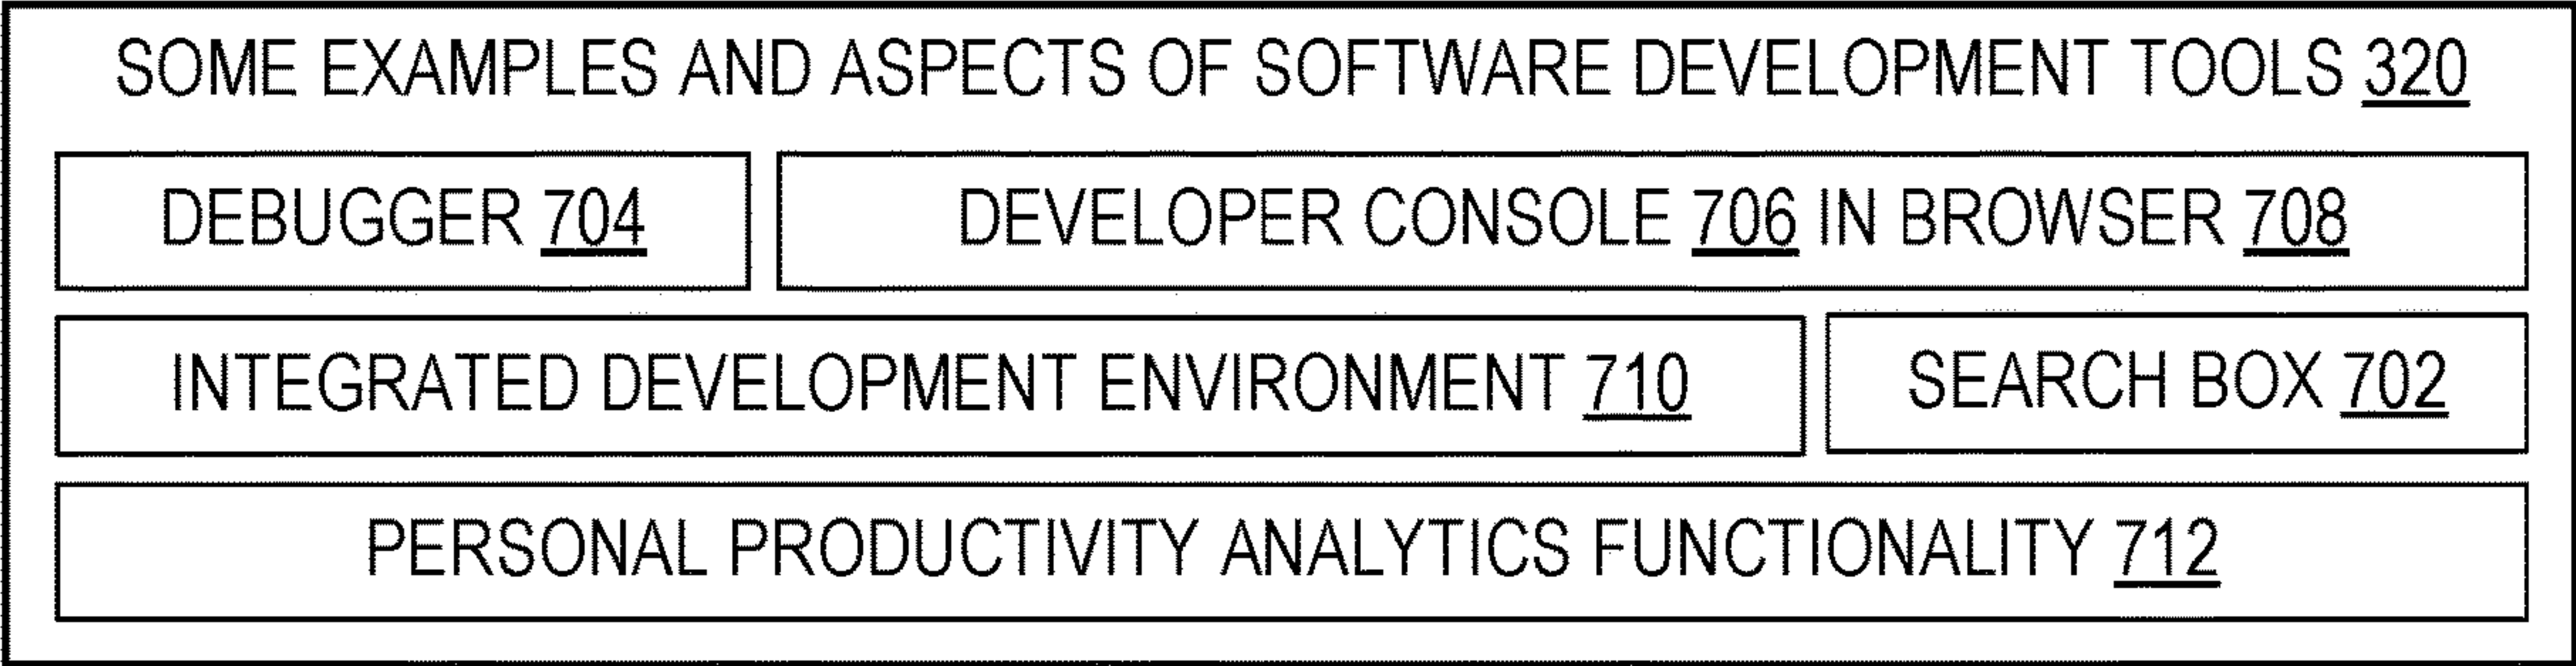 SOME EXAMPLES AND ASPECTS OF SOFTWARE DEVELOPMENT TOOLS 320
DEBUGGER 704
DEVELOPER CONSOLE 706 IN BROWSER 708
INTEGRATED DEVELOPMENT ENVIRONMENT 710
SEARCH BOX 702
PERSONAL PRODUCTIVITY ANALYTICS FUNCTIONALITY 712